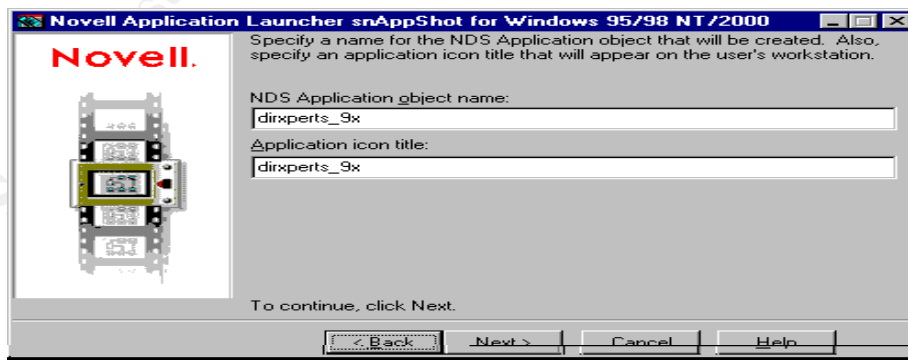 Novell Application Launcher snAppShot for Windows 95/98 NT/2000
Novell.
Specify a name for the NDS Application object that will be created. Also,
specify an application icon title that will appear on the user's workstation.
NDS Application object name:
dirxperts_9x
Application icon title:
dirxperts_9x
To continue, click Next.
< Back
Next >
Cancel
Help